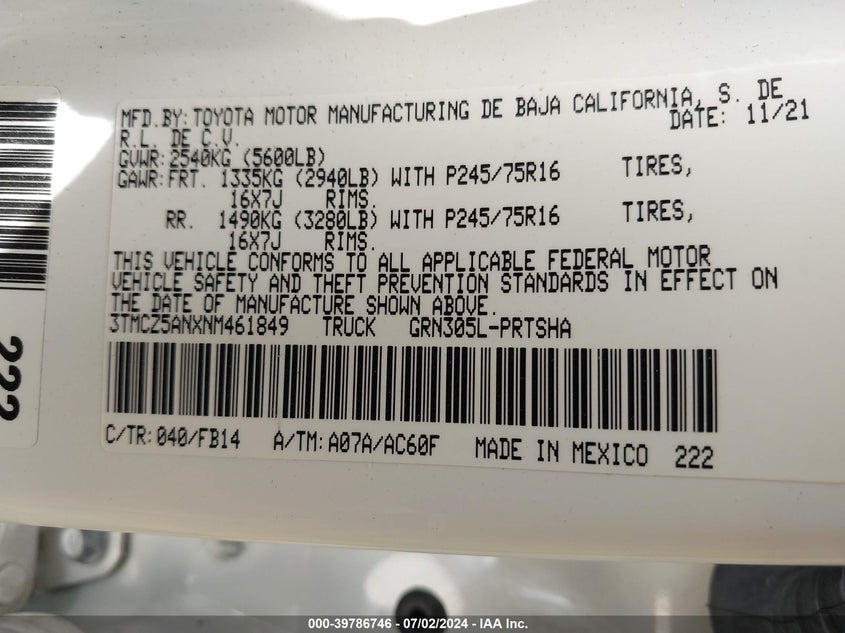 MFD.BY: TOYOTA MOTOR MANUFACTURING DE BAJA CALIFORNIA, S. DE
R.L. DE C.V. DATE: 11/21
GVWR: 2540KG (5600LB)
GAWR: FRT. 1335KG (2940LB) WITH P245/75R16 TIRES,
16X7J RIMS.
RR. 1490KG (3280LB) WITH P245/75R16 TIRES,
16X7J RIMS.
THIS VEHICLE CONFORMS TO ALL APPLICABLE FEDERAL MOTOR
VEHICLE SAFETY AND THEFT PREVENTION STANDARDS IN EFFECT ON
THE DATE OF MANUFACTURE SHOWN ABOVE.
3TMCZ5ANXNM461849 TRUCK GRN305L-PRTSHA
C/TR: 040/FB14 A/TM: A07A/AC60F MADE IN MEXICO 222
222
000-39786746 - 07/02/2024 - IAA Inc.